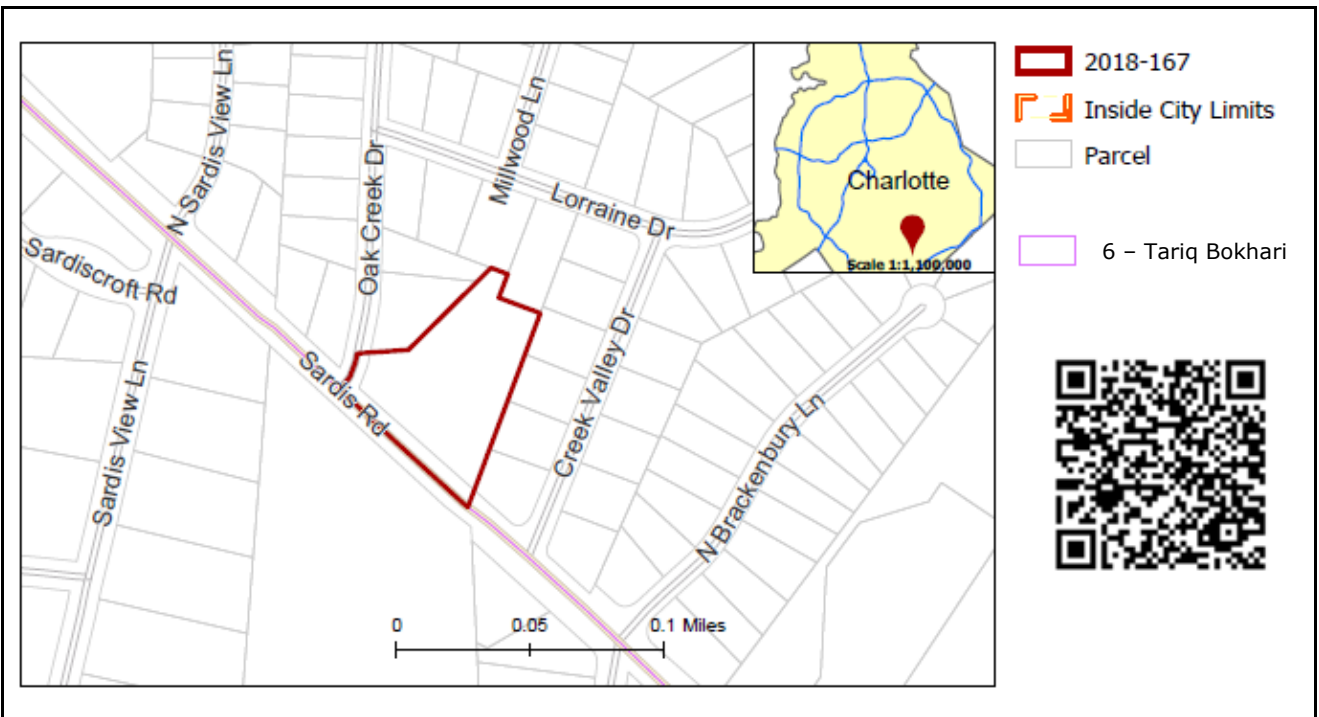 2018-167
Inside City Limits
Parcel
6 – Tariq Bokhari
N Sardis View Ln
Sardiscroft Rd
Sardis View Ln
Oak Creek Dr
Millwood Ln
Lorraine Dr
Sardis Rd
Creek Valley Dr
N Brackenbury Ln
Charlotte
Scale 1:1,100,000
0 0.05 0.1 Miles